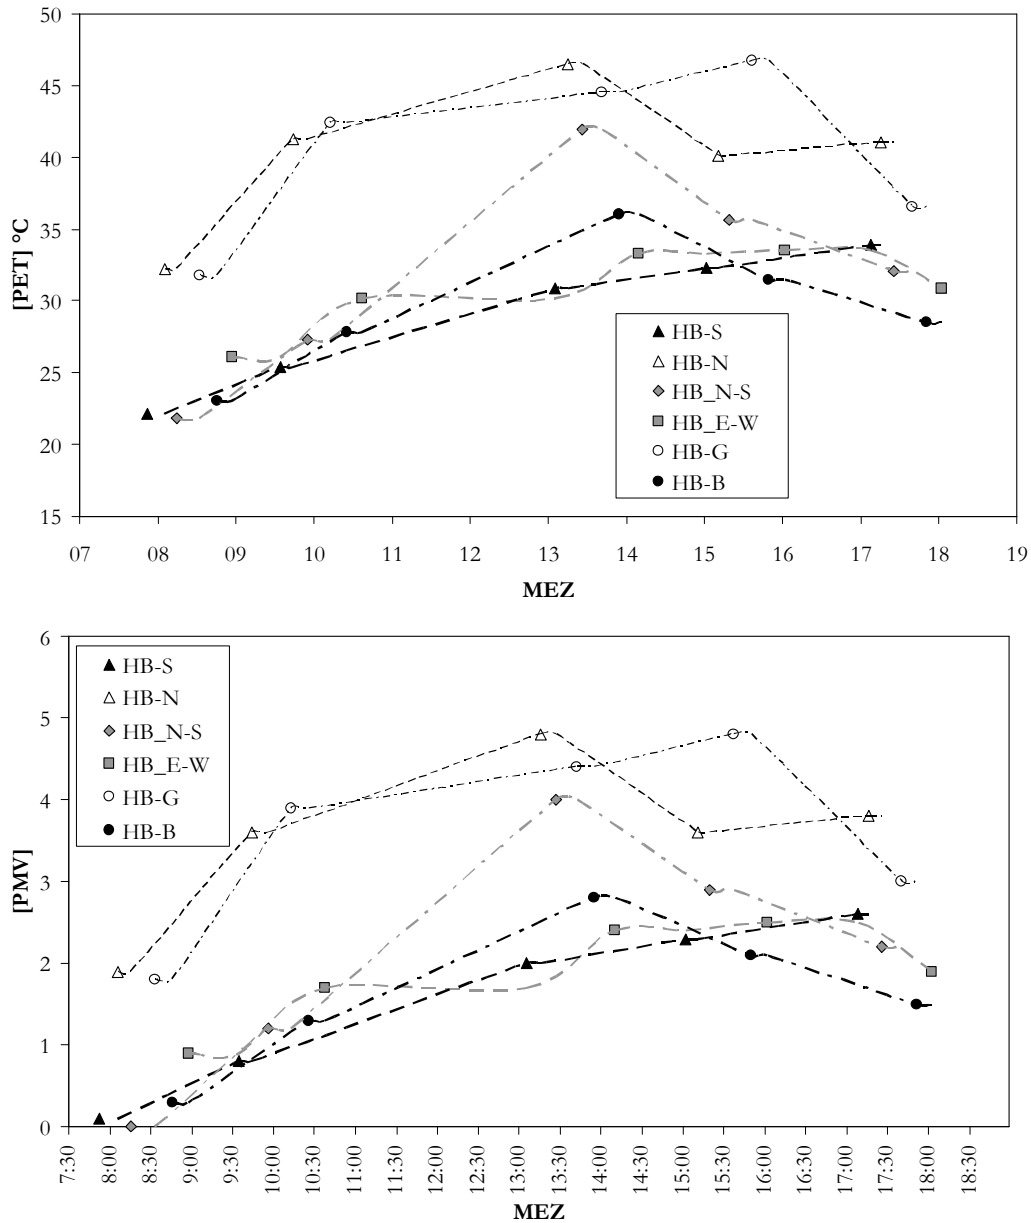 50
45
40
35
30
25
20
15
[PET] °C
HB-S
HB-N
HB_N-S
HB_E-W
HB-G
HB-B
07 08 09 10 11 12 13 14 15 16 17 18 19
MEZ
6
5
4
3
2
1
0
[PMV]
HB-S
HB-N
HB_N-S
HB_E-W
HB-G
HB-B
7:30 8:00 8:30 9:00 9:30 10:00 10:30 11:00 11:30 12:00 12:30 13:00 13:30 14:00 14:30 15:00 15:30 16:00 16:30 17:00 17:30 18:00 18:30
MEZ